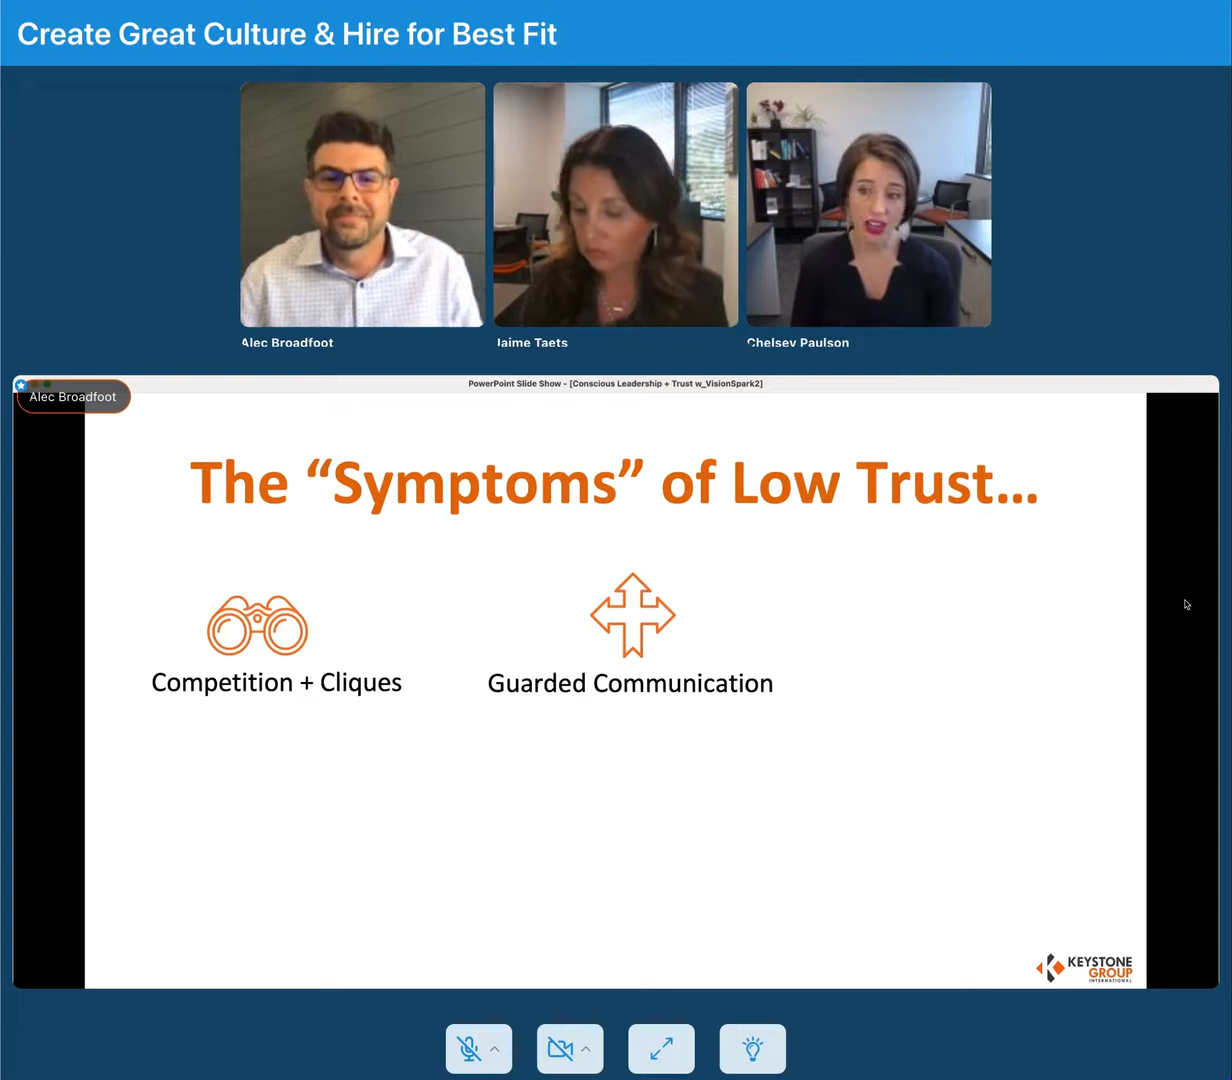 Create Great Culture & Hire for Best Fit
Alec Broadfoot
Jaime Taets
Chelsey Paulson
PowerPoint Slide Show - [Conscious Leadership + Trust w_VisionSpark2]
Alec Broadfoot
The “Symptoms” of Low Trust...
Competition + Cliques
Guarded Communication
KEYSTONE
GROUP
INTERNATIONAL